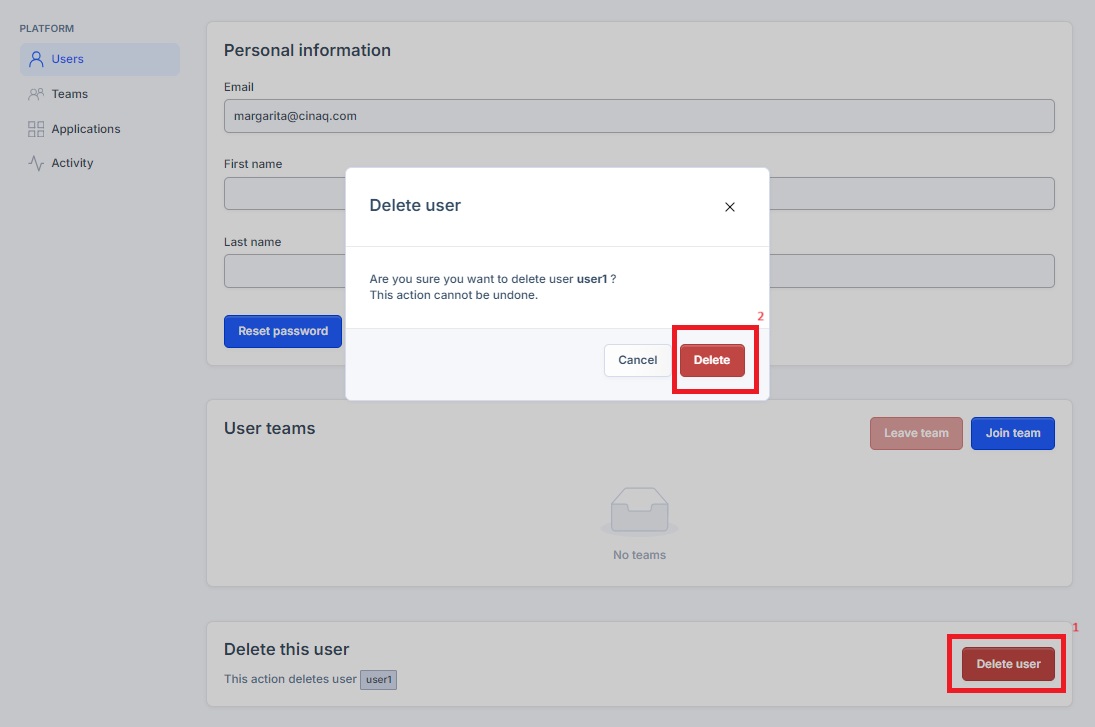 PLATFORM
Users
Teams
Applications
Activity
Personal information
Email
margarita@cinaq.com
First name
Last name
Reset password
Delete user
Are you sure you want to delete user user1 ?
This action cannot be undone.
2
Cancel
Delete
User teams
Leave team
Join team
No teams
1
Delete this user
This action deletes user user1
Delete user